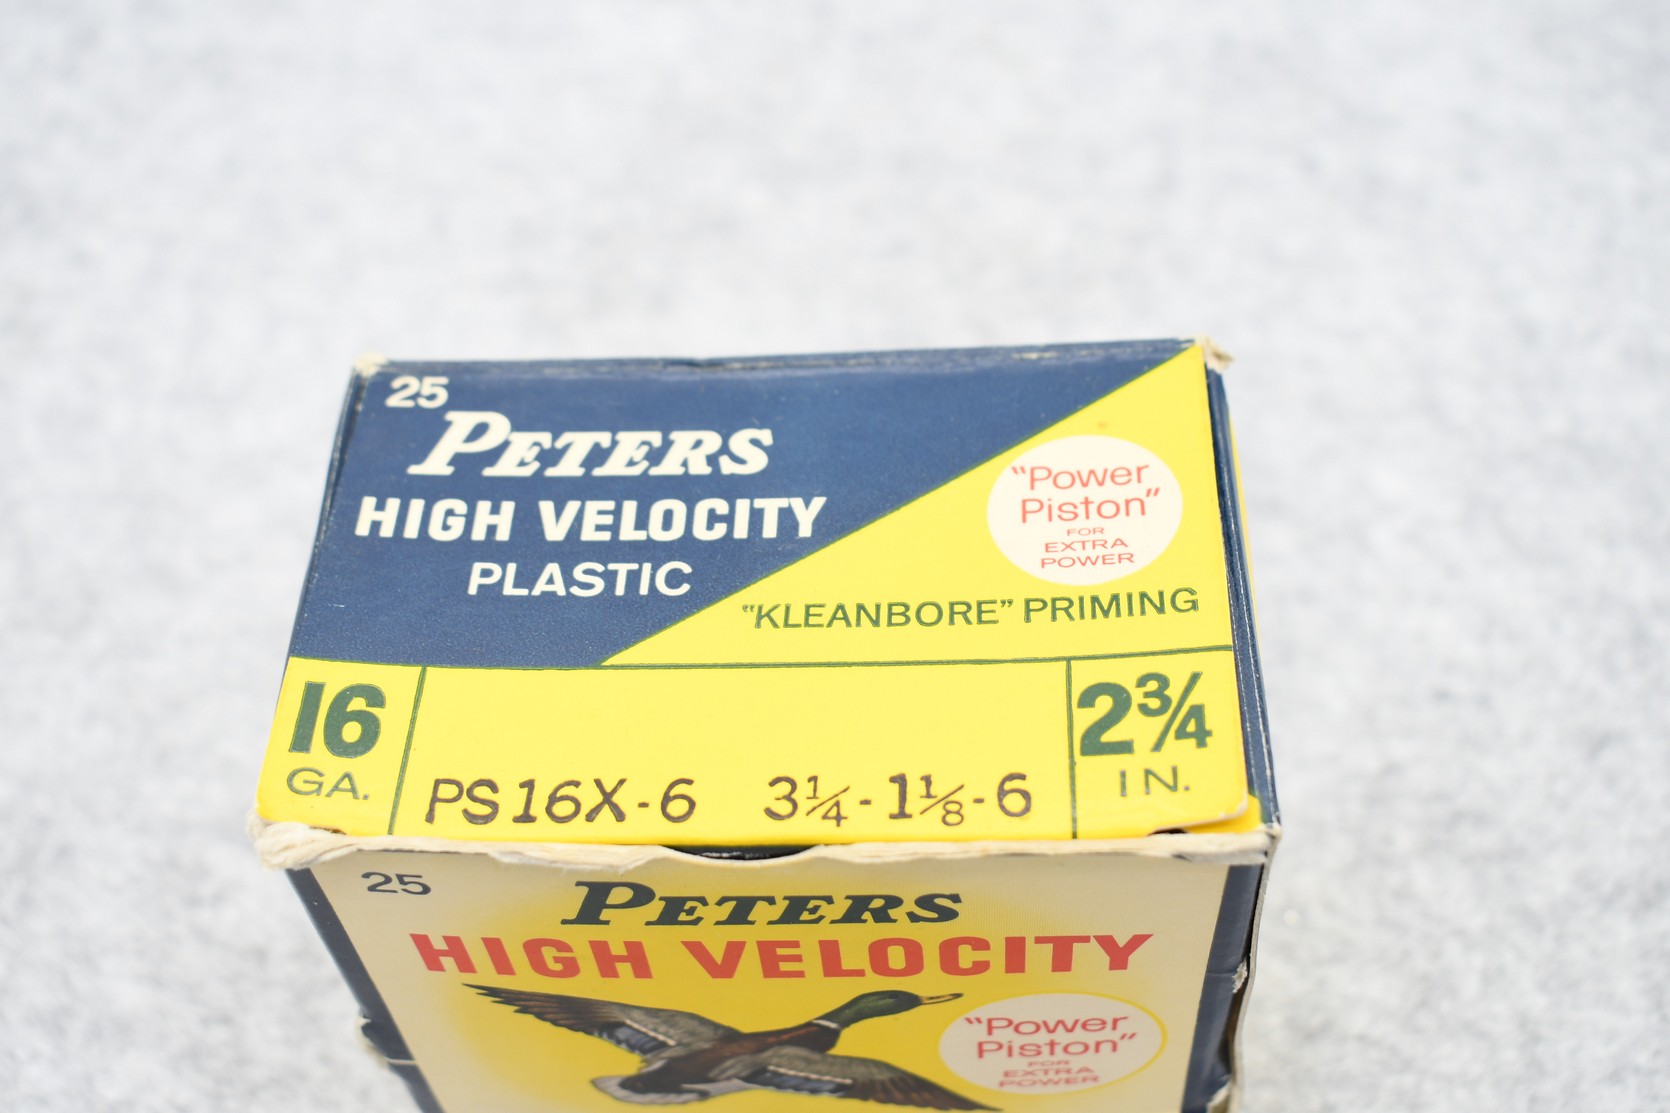 25
PETERS
HIGH VELOCITY
PLASTIC
"Power
Piston"
FOR
EXTRA
POWER
"KLEANBORE" PRIMING
16
GA.
PS16X-6 3¼-1⅛-6
2¾
IN.
25
PETERS
HIGH VELOCITY
"Power
Piston"
FOR
EXTRA
POWER